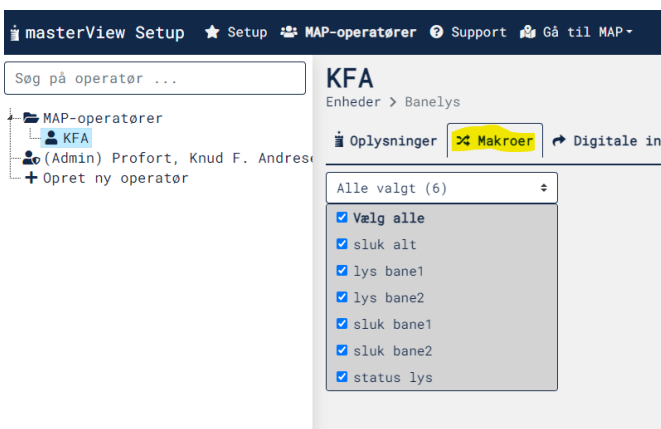 masterView Setup Setup MAP-operatører Support Gå til MAP
Søg på operatør ...
MAP-operatører
KFA
(Admin) Profort, Knud F. Andrese
Opret ny operatør
KFA
Enheder > Banelys
Oplysninger Makroer Digitale in
Alle valgt (6)
Vælg alle
sluk alt
lys bane1
lys bane2
sluk bane1
sluk bane2
status lys